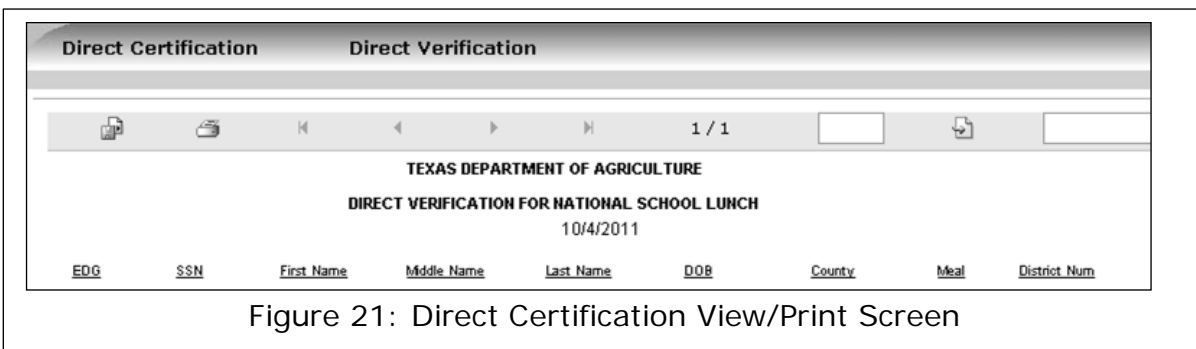 Direct Certification Direct Verification
1 / 1
TEXAS DEPARTMENT OF AGRICULTURE
DIRECT VERIFICATION FOR NATIONAL SCHOOL LUNCH
10/4/2011
EDG SSN First Name Middle Name Last Name DOB County Meal District Num
Figure 21: Direct Certification View/Print Screen